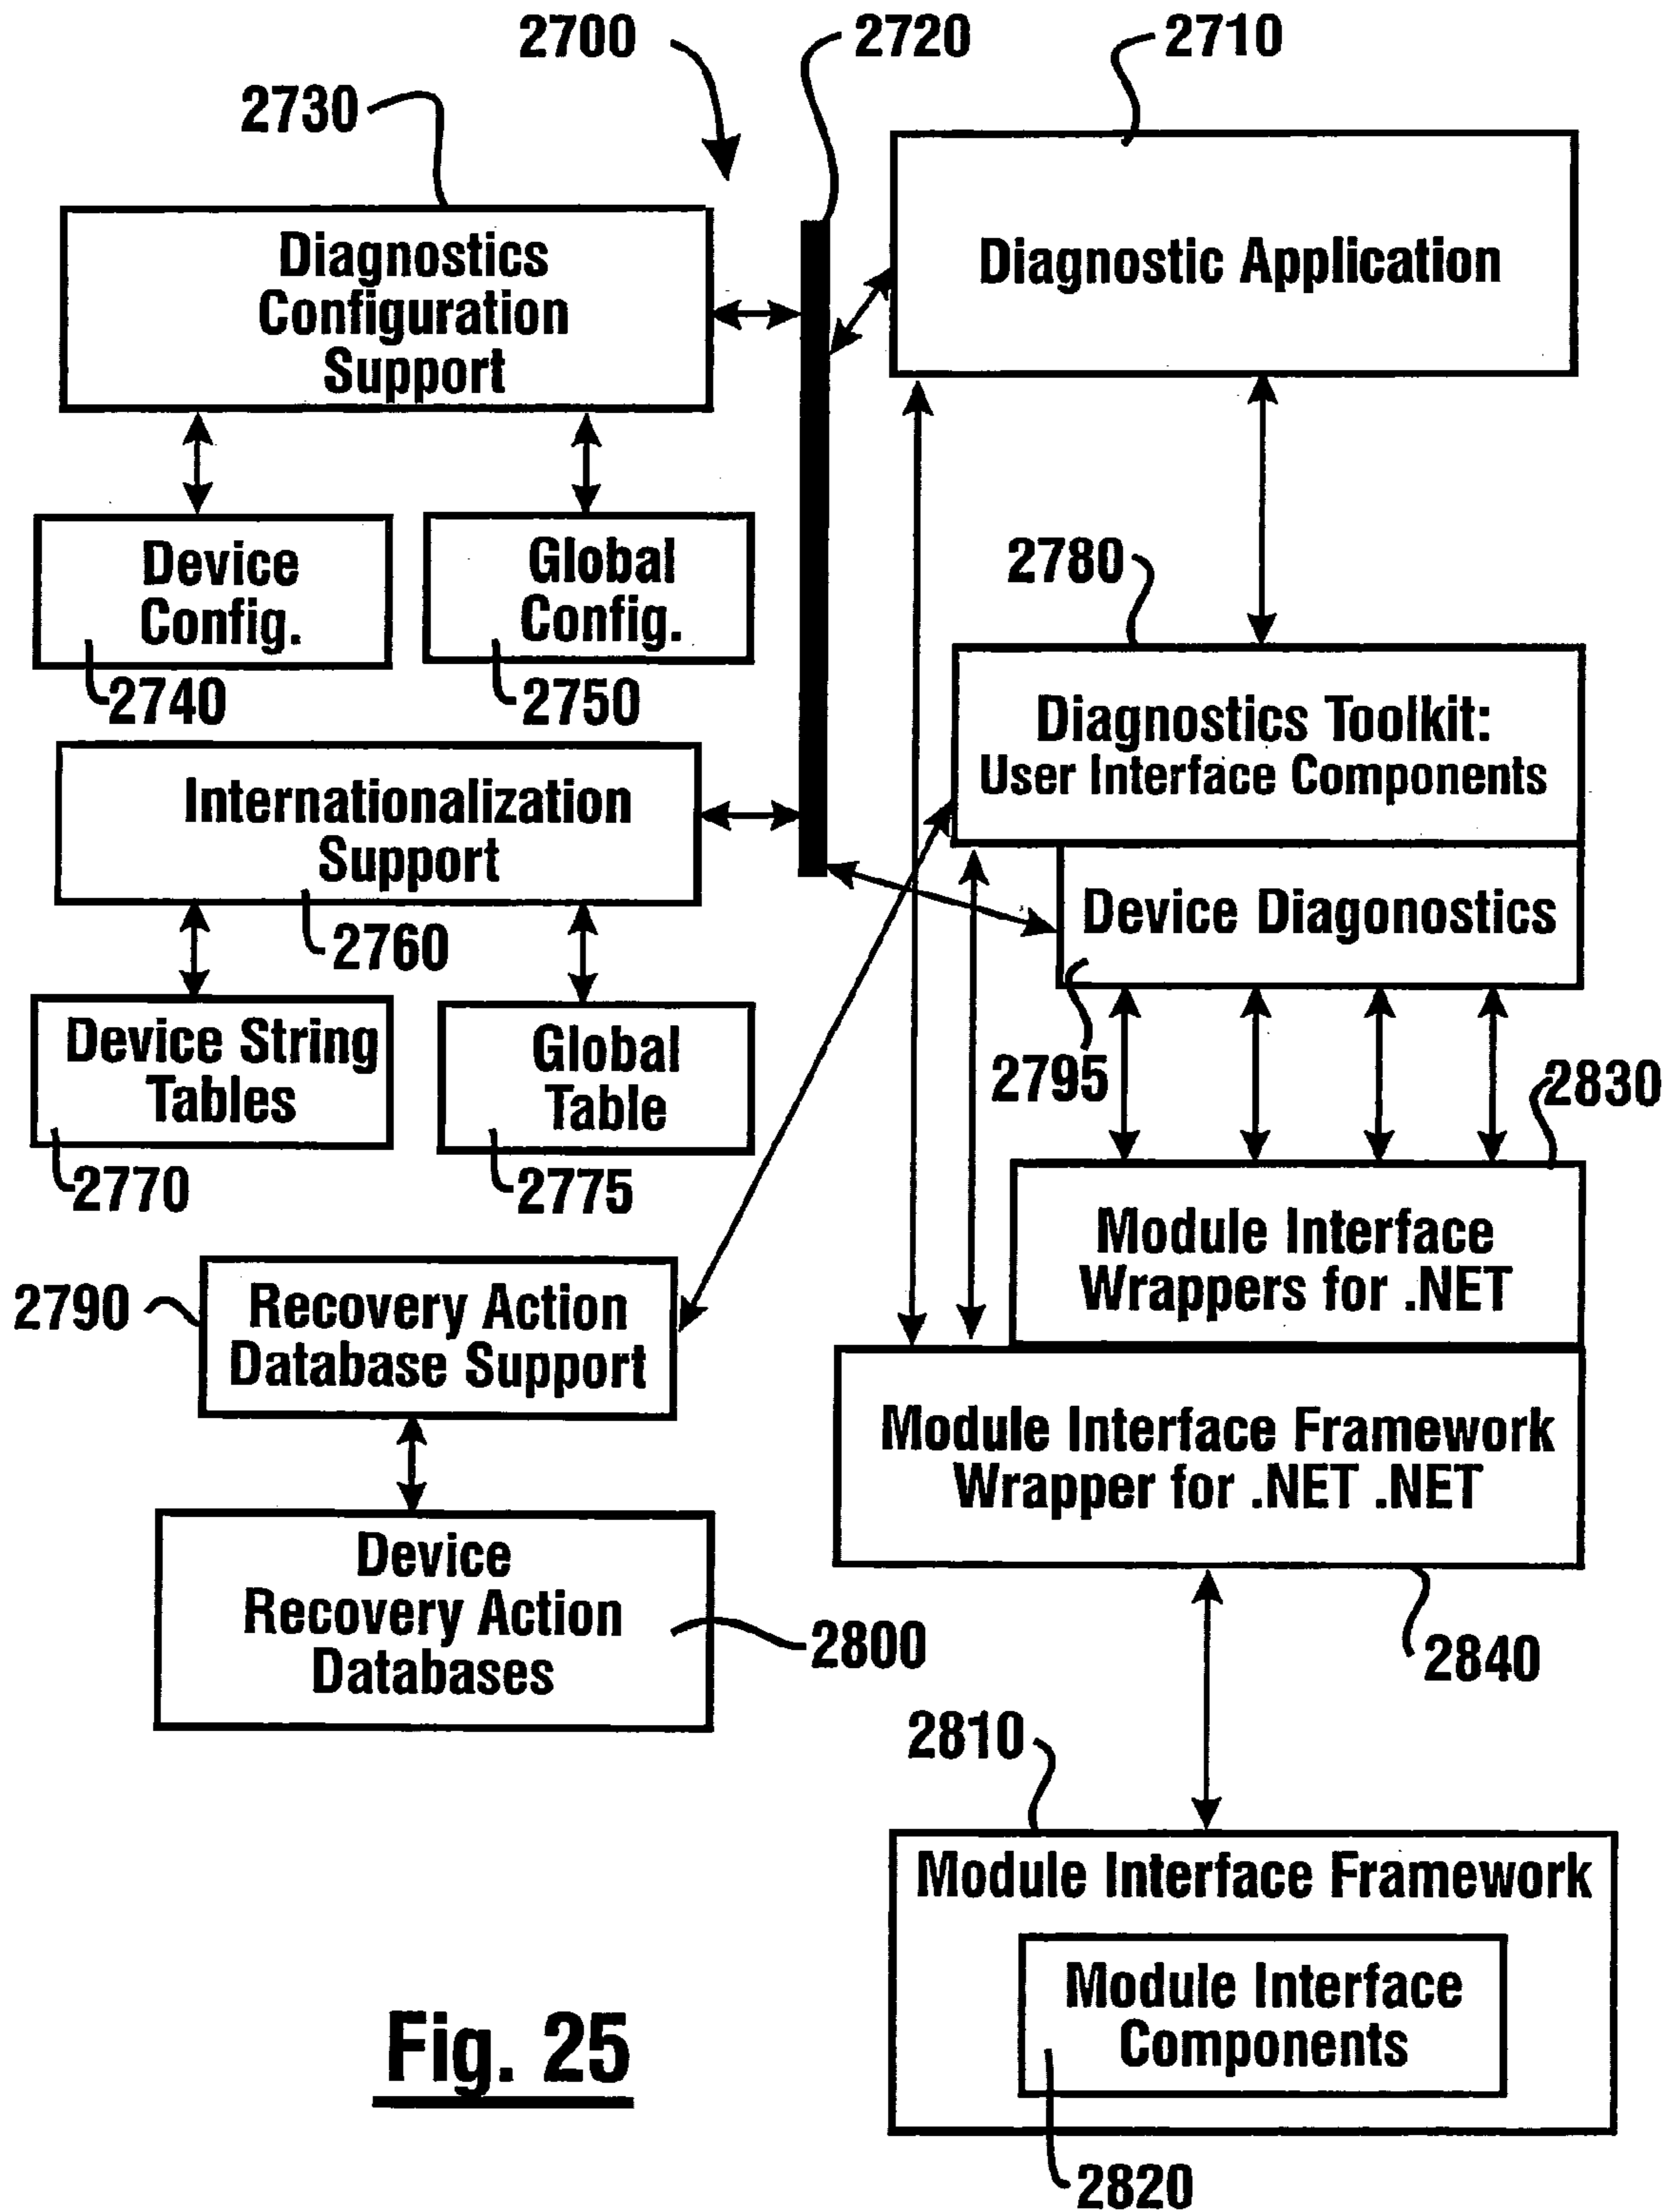 2700
2720
2710
2730
Diagnostics
Configuration
Support
Diagnostic Application
Device
Config.
2740
Global
Config.
2750
2780
Diagnostics Toolkit:
User Interface Components
Internationalization
Support
2760
Device Diagonostics
2795
Device String
Tables
2770
Global
Table
2775
2830
Module Interface
Wrappers for .NET
2790
Recovery Action
Database Support
Module Interface Framework
Wrapper for .NET .NET
2840
Device
Recovery Action
Databases
2800
2810
Module Interface Framework
Module Interface
Components
2820
Fig. 25